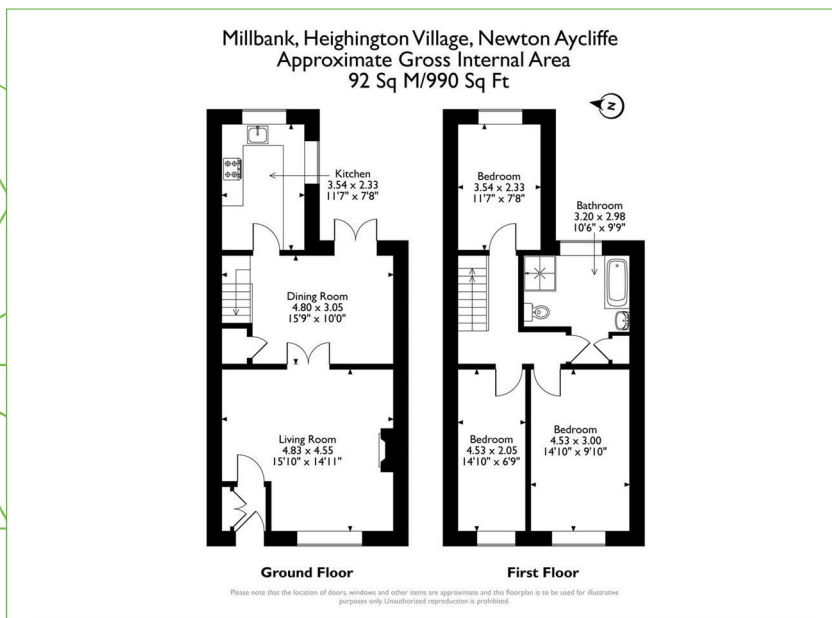 Millbank, Heighington Village, Newton Aycliffe
Approximate Gross Internal Area
92 Sq M/990 Sq Ft
N
Kitchen
3.54 x 2.33
11'7" x 7'8"
Dining Room
4.80 x 3.05
15'9" x 10'0"
Living Room
4.83 x 4.55
15'10" x 14'11"
Ground Floor
Bedroom
3.54 x 2.33
11'7" x 7'8"
Bathroom
3.20 x 2.98
10'6" x 9'9"
Bedroom
4.53 x 2.05
14'10" x 6'9"
Bedroom
4.53 x 3.00
14'10" x 9'10"
First Floor
Please note that the location of doors, windows and other items are approximate and this floorplan is to be used for illustrative
purposes only. Unauthorized reproduction is prohibited.